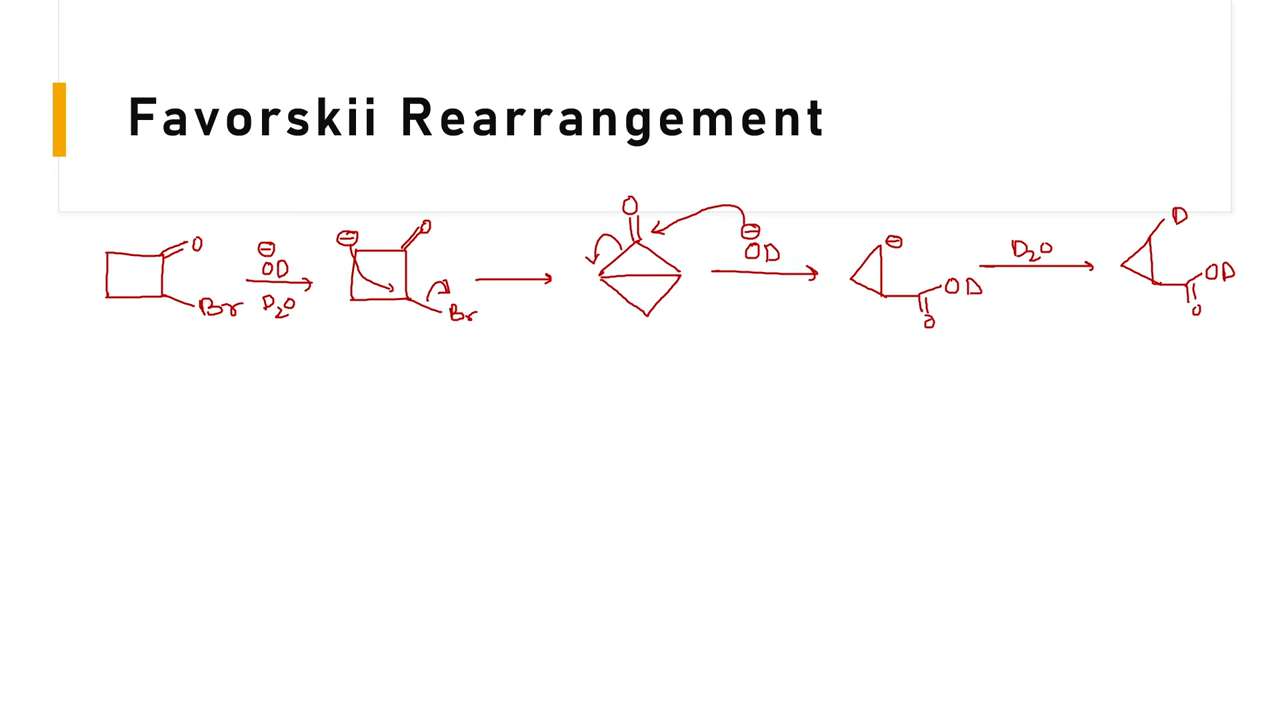 Favorskii Rearrangement
O Br
⊖ OD
D₂O
⊖ O Br
O
⊖ OD
⊖ OD O
D₂O
D OD O